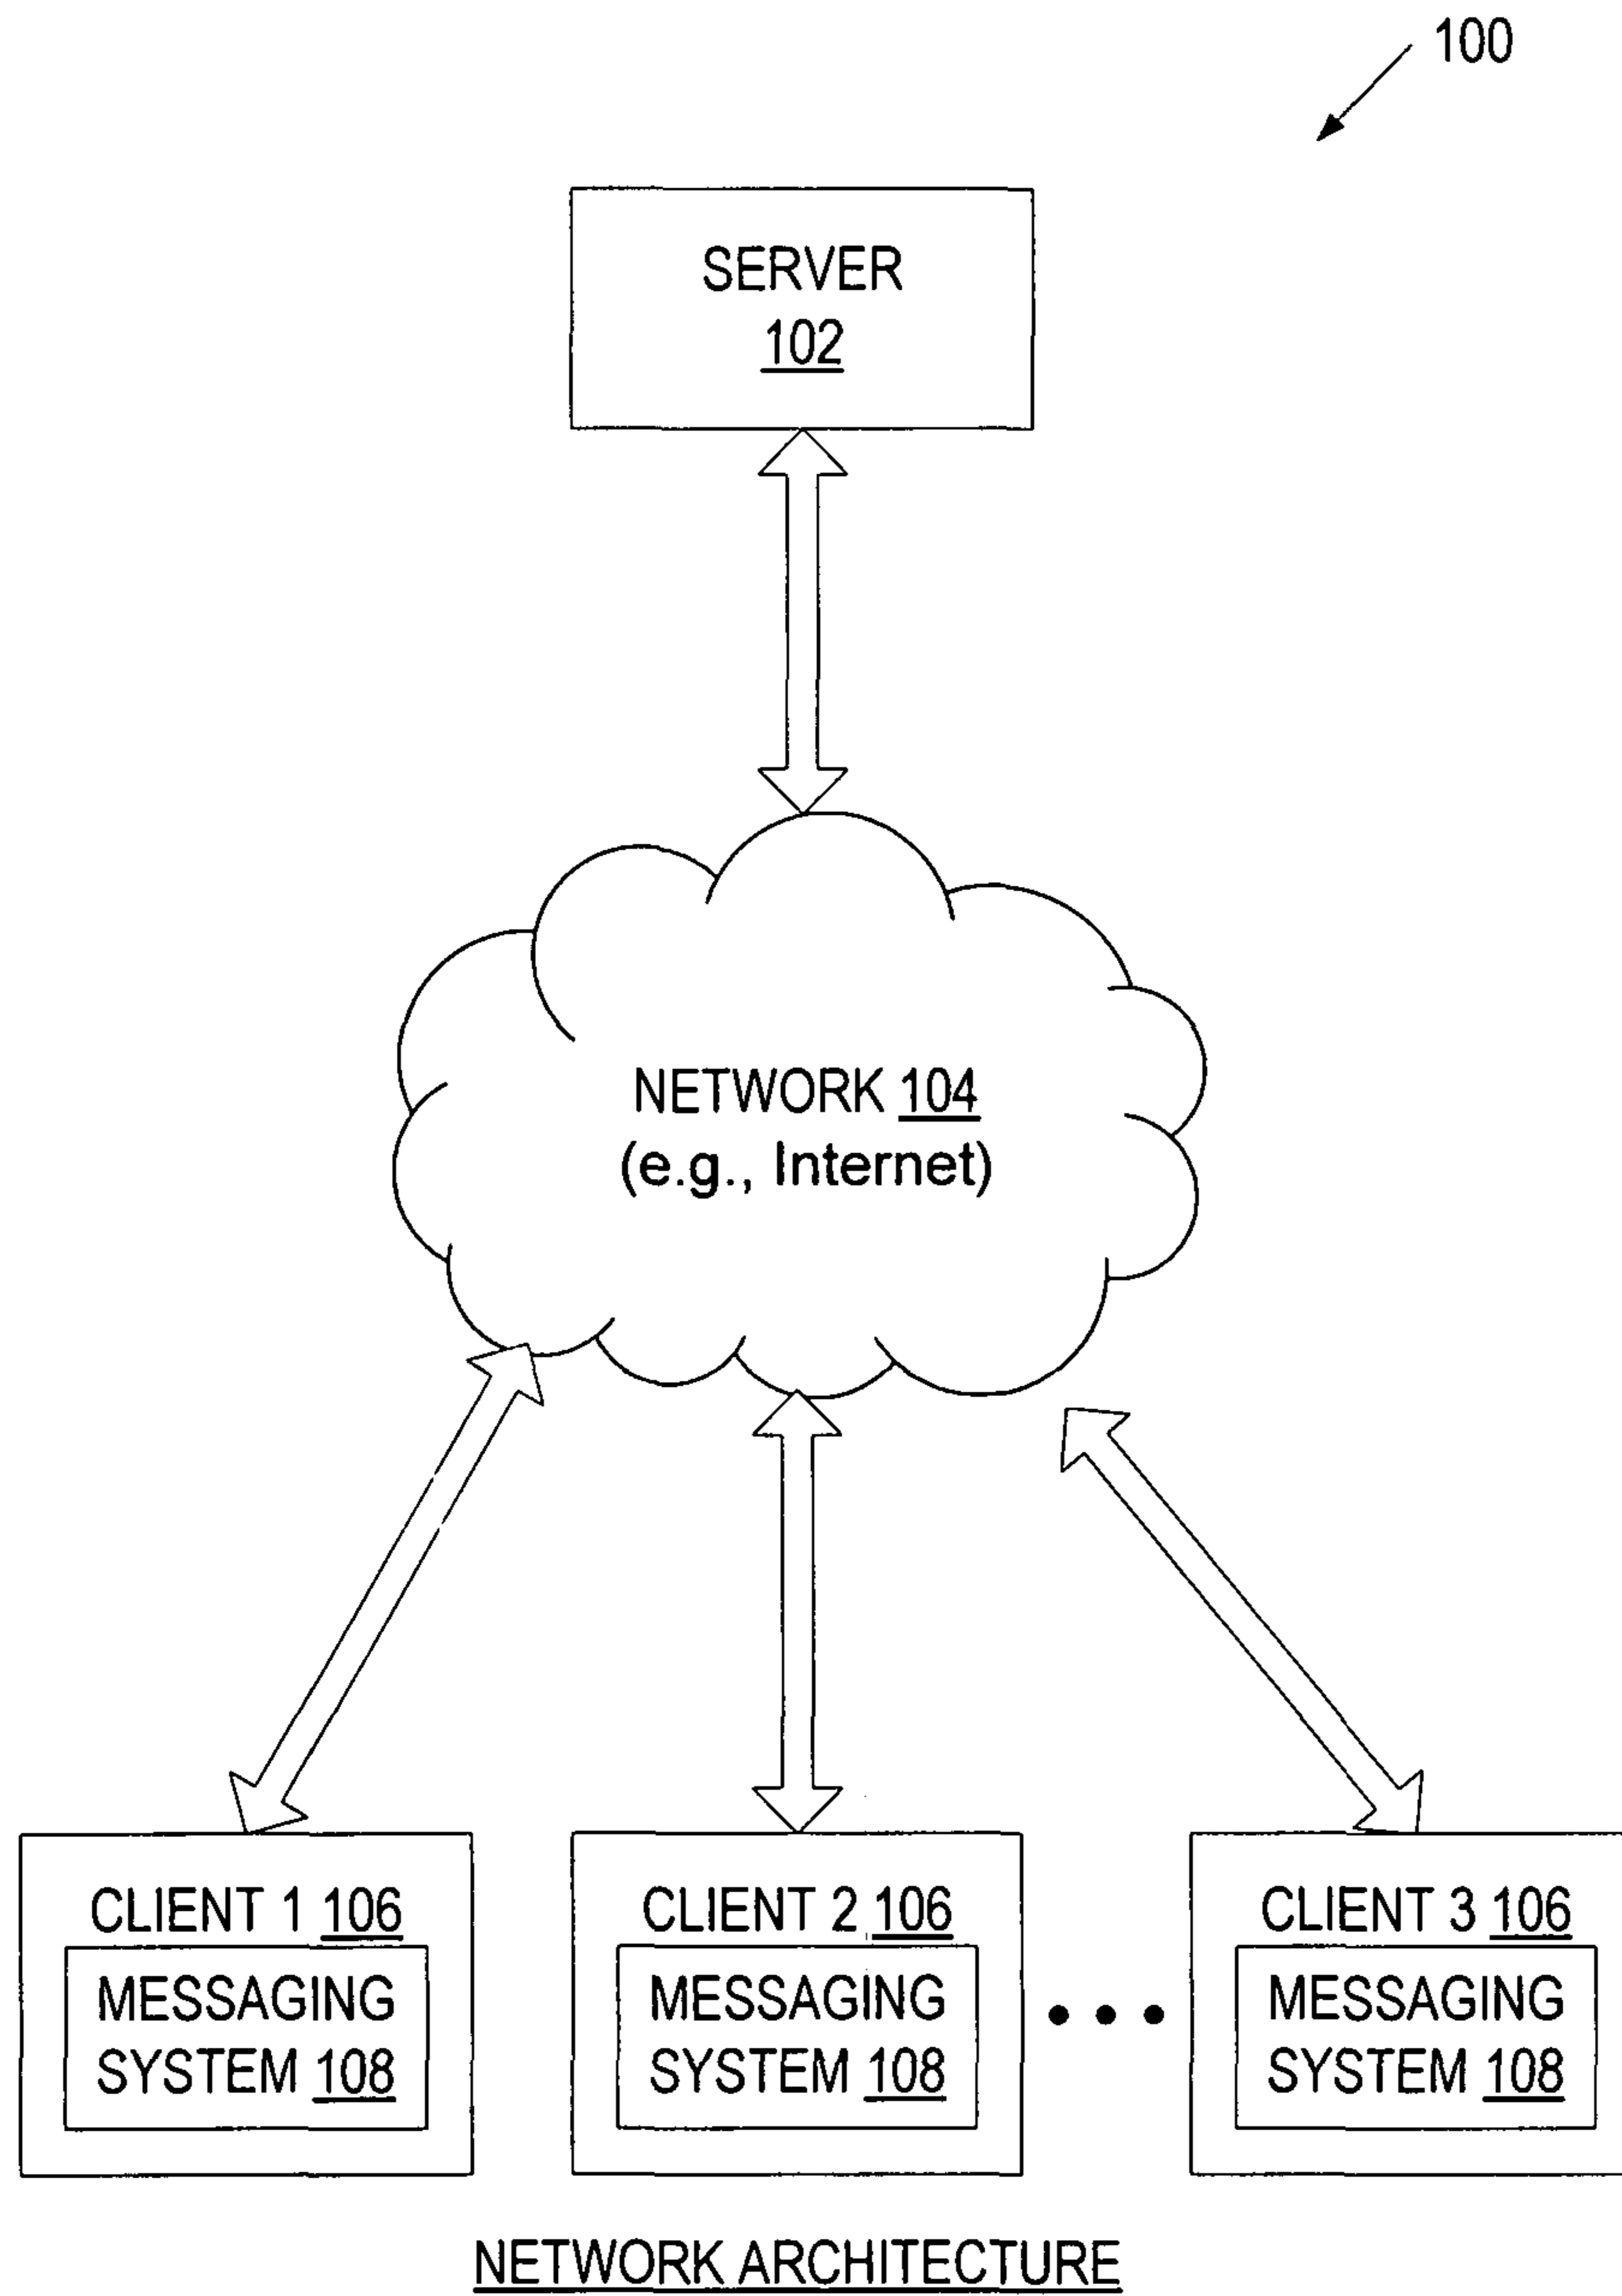 100
SERVER
102
NETWORK 104
(e.g., Internet)
CLIENT 1 106
MESSAGING
SYSTEM 108
CLIENT 2 106
MESSAGING
SYSTEM 108
CLIENT 3 106
MESSAGING
SYSTEM 108
NETWORK ARCHITECTURE